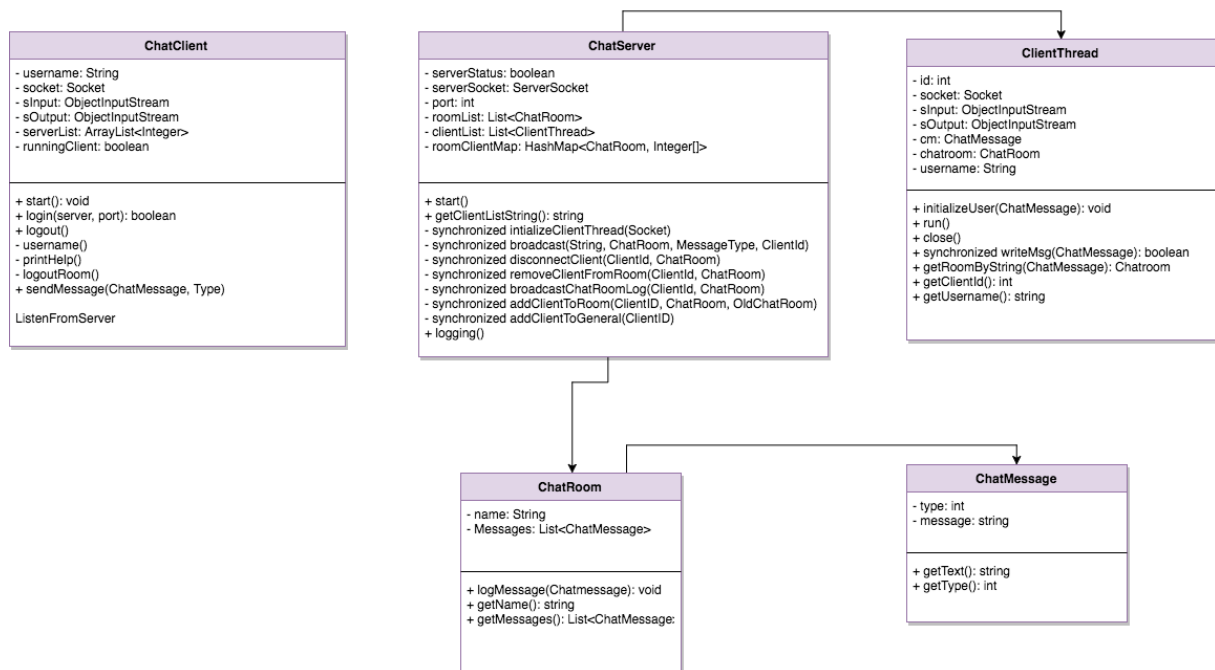 ChatClient
- username: String
- socket: Socket
- sInput: ObjectInputStream
- sOutput: ObjectInputStream
- serverList: ArrayList<Integer>
- runningClient: boolean
+ start(): void
+ login(server, port): boolean
+ logout()
- username()
- printHelp()
- logoutRoom()
+ sendMessage(ChatMessage, Type)
ListenFromServer
ChatServer
- serverStatus: boolean
- serverSocket: ServerSocket
- port: int
- roomList: List<ChatRoom>
- clientList: List<ClientThread>
- roomClientMap: HashMap<ChatRoom, Integer[]>
+ start()
+ getClientListString(): string
- synchronized intializeClientThread(Socket)
- synchronized broadcast(String, ChatRoom, MessageType, ClientId)
- synchronized disconnectClient(ClientId, ChatRoom)
- synchronized removeClientFromRoom(ClientId, ChatRoom)
- synchronized broadcastChatRoomLog(ClientId, ChatRoom)
- synchronized addClientToRoom(ClientID, ChatRoom, OldChatRoom)
- synchronized addClientToGeneral(ClientID)
+ logging()
ClientThread
- id: int
- socket: Socket
- sInput: ObjectInputStream
- sOutput: ObjectInputStream
- cm: ChatMessage
- chatroom: ChatRoom
- username: String
+ initializeUser(ChatMessage): void
+ run()
+ close()
+ synchronized writeMsg(ChatMessage): boolean
+ getRoomByString(ChatMessage): Chatroom
+ getClientId(): int
+ getUsername(): string
ChatRoom
- name: String
- Messages: List<ChatMessage>
+ logMessage(Chatmessage): void
+ getName(): string
+ getMessages(): List<ChatMessage:
ChatMessage
- type: int
- message: string
+ getText(): string
+ getType(): int